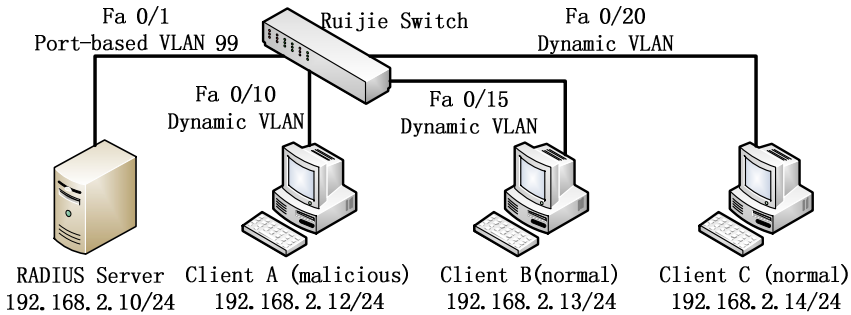 Fa 0/1
Port-based VLAN 99
Ruijie Switch
Fa 0/20
Dynamic VLAN
Fa 0/10
Dynamic VLAN
Fa 0/15
Dynamic VLAN
RADIUS Server
192.168.2.10/24
Client A (malicious)
192.168.2.12/24
Client B(normal)
192.168.2.13/24
Client C (normal)
192.168.2.14/24